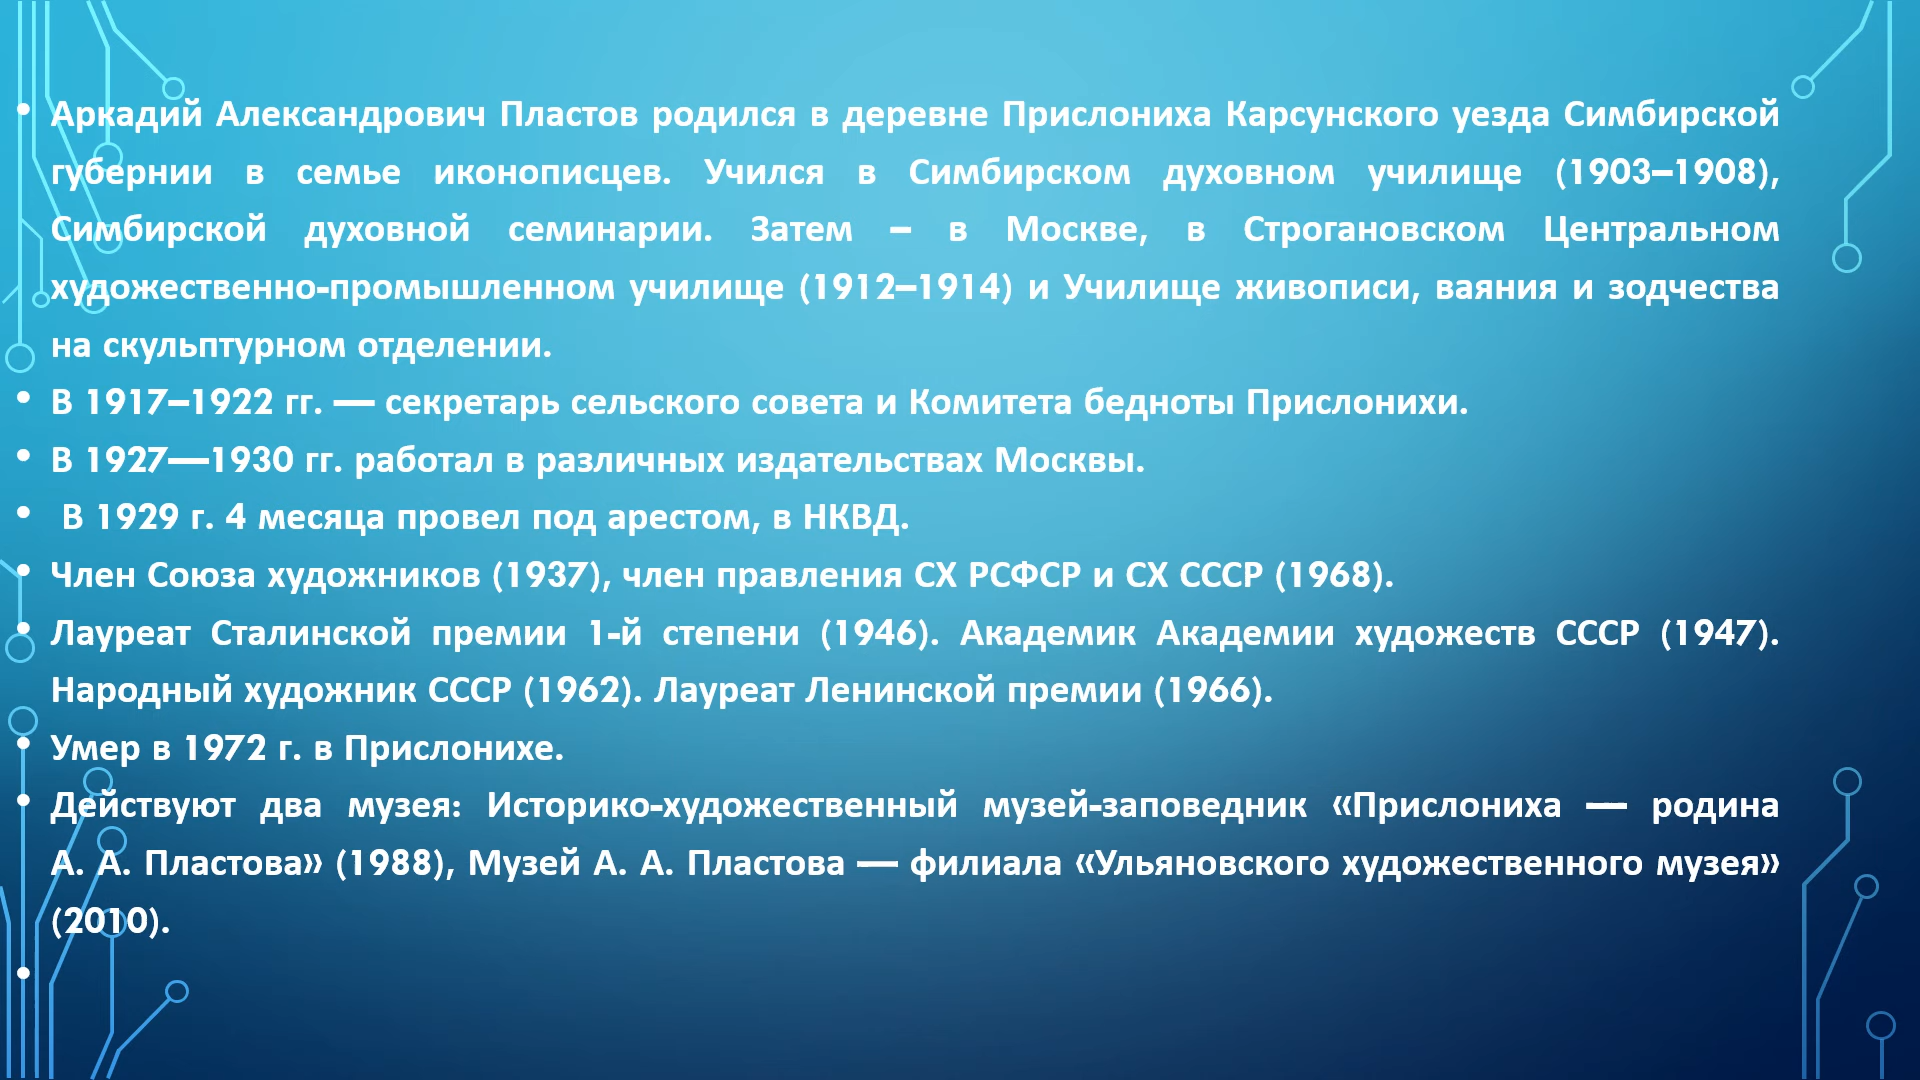 • Аркадий Александрович Пластов родился в деревне Прислониха Карсунского уезда Симбирской
губернии в семье иконописцев. Учился в Симбирском духовном училище (1903–1908),
Симбирской духовной семинарии. Затем – в Москве, в Строгановском Центральном
художественно-промышленном училище (1912–1914) и Училище живописи, ваяния и зодчества
на скульптурном отделении.
• В 1917–1922 гг. — секретарь сельского совета и Комитета бедноты Прислонихи.
• В 1927—1930 гг. работал в различных издательствах Москвы.
• В 1929 г. 4 месяца провел под арестом, в НКВД.
• Член Союза художников (1937), член правления СХ РСФСР и СХ СССР (1968).
• Лауреат Сталинской премии 1-й степени (1946). Академик Академии художеств СССР (1947).
Народный художник СССР (1962). Лауреат Ленинской премии (1966).
• Умер в 1972 г. в Прислонихе.
• Действуют два музея: Историко-художественный музей-заповедник «Прислониха — родина
А. А. Пластова» (1988), Музей А. А. Пластова — филиала «Ульяновского художественного музея»
(2010).
•